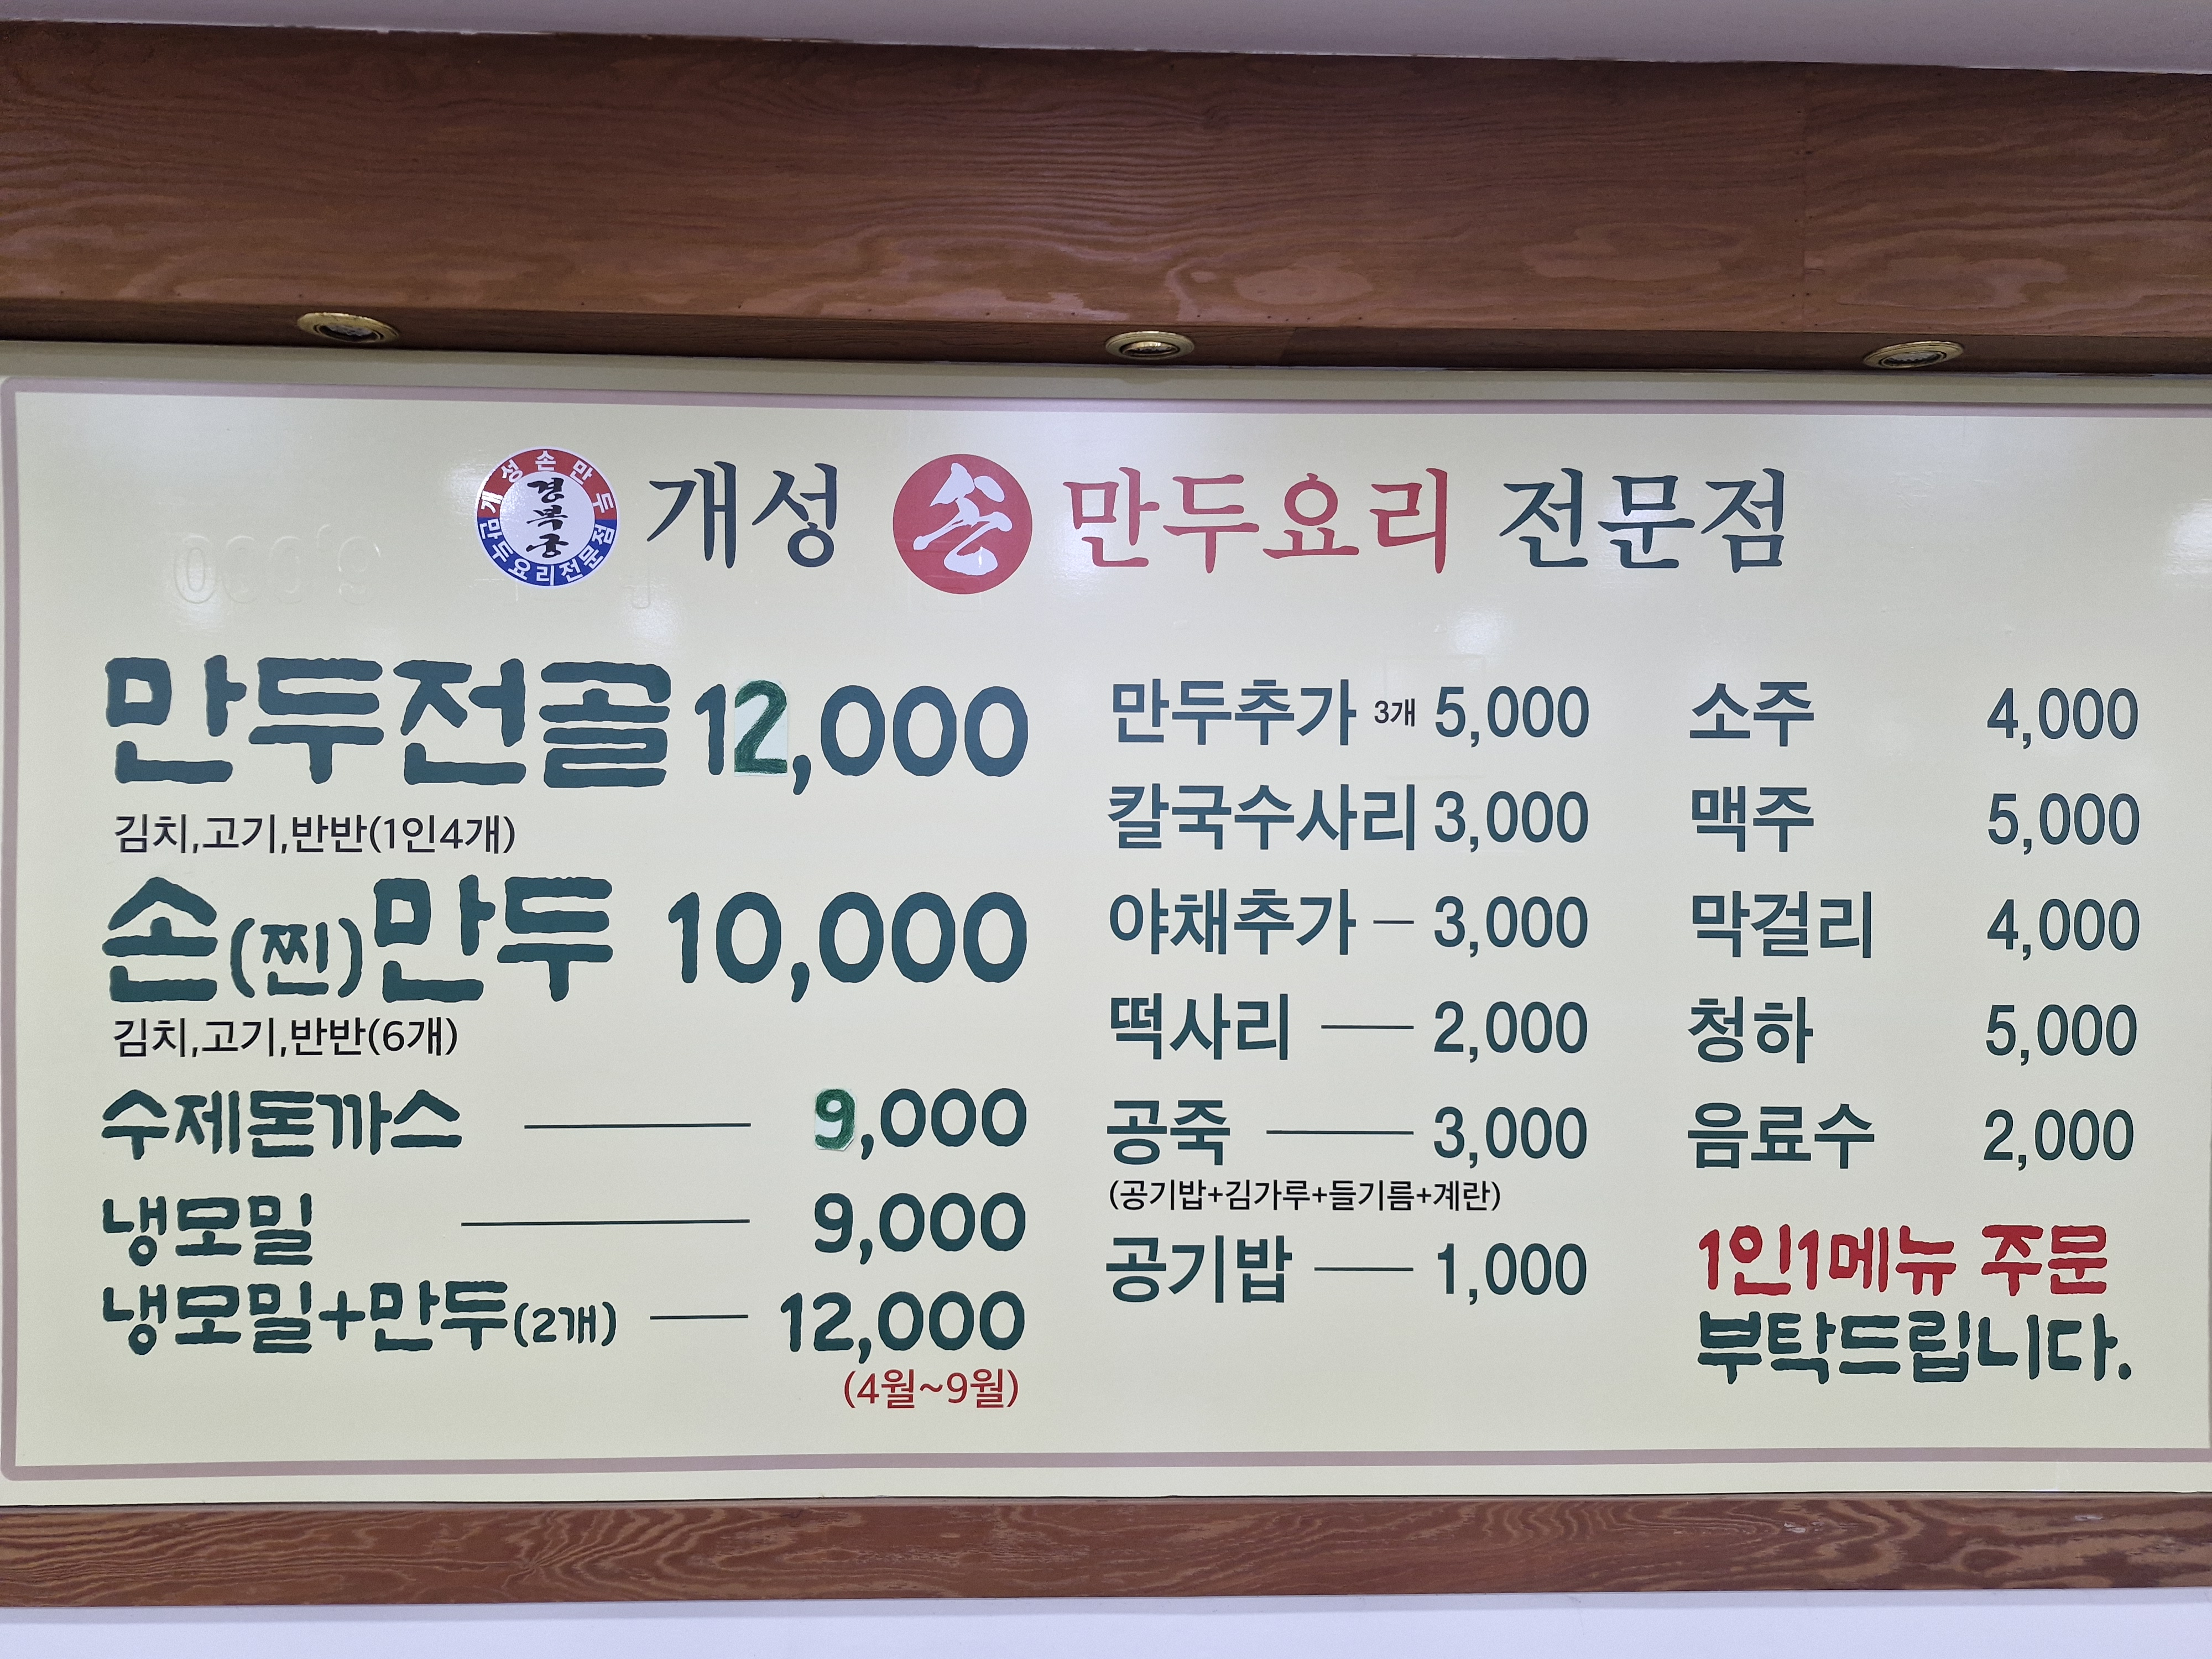 개성손만두
경복궁
만두요리전문점
개성 손 만두요리 전문점
만두전골 12,000
김치,고기,반반(1인4개)
손(찐)만두 10,000
김치,고기,반반(6개)
수제돈까스 9,000
냉모밀 9,000
냉모밀+만두(2개) 12,000
(4월~9월)
만두추가 3개 5,000
칼국수사리 3,000
야채추가 3,000
떡사리 2,000
공죽 3,000
(공기밥+김가루+들기름+계란)
공기밥 1,000
소주 4,000
맥주 5,000
막걸리 4,000
청하 5,000
음료수 2,000
1인1메뉴 주문
부탁드립니다.